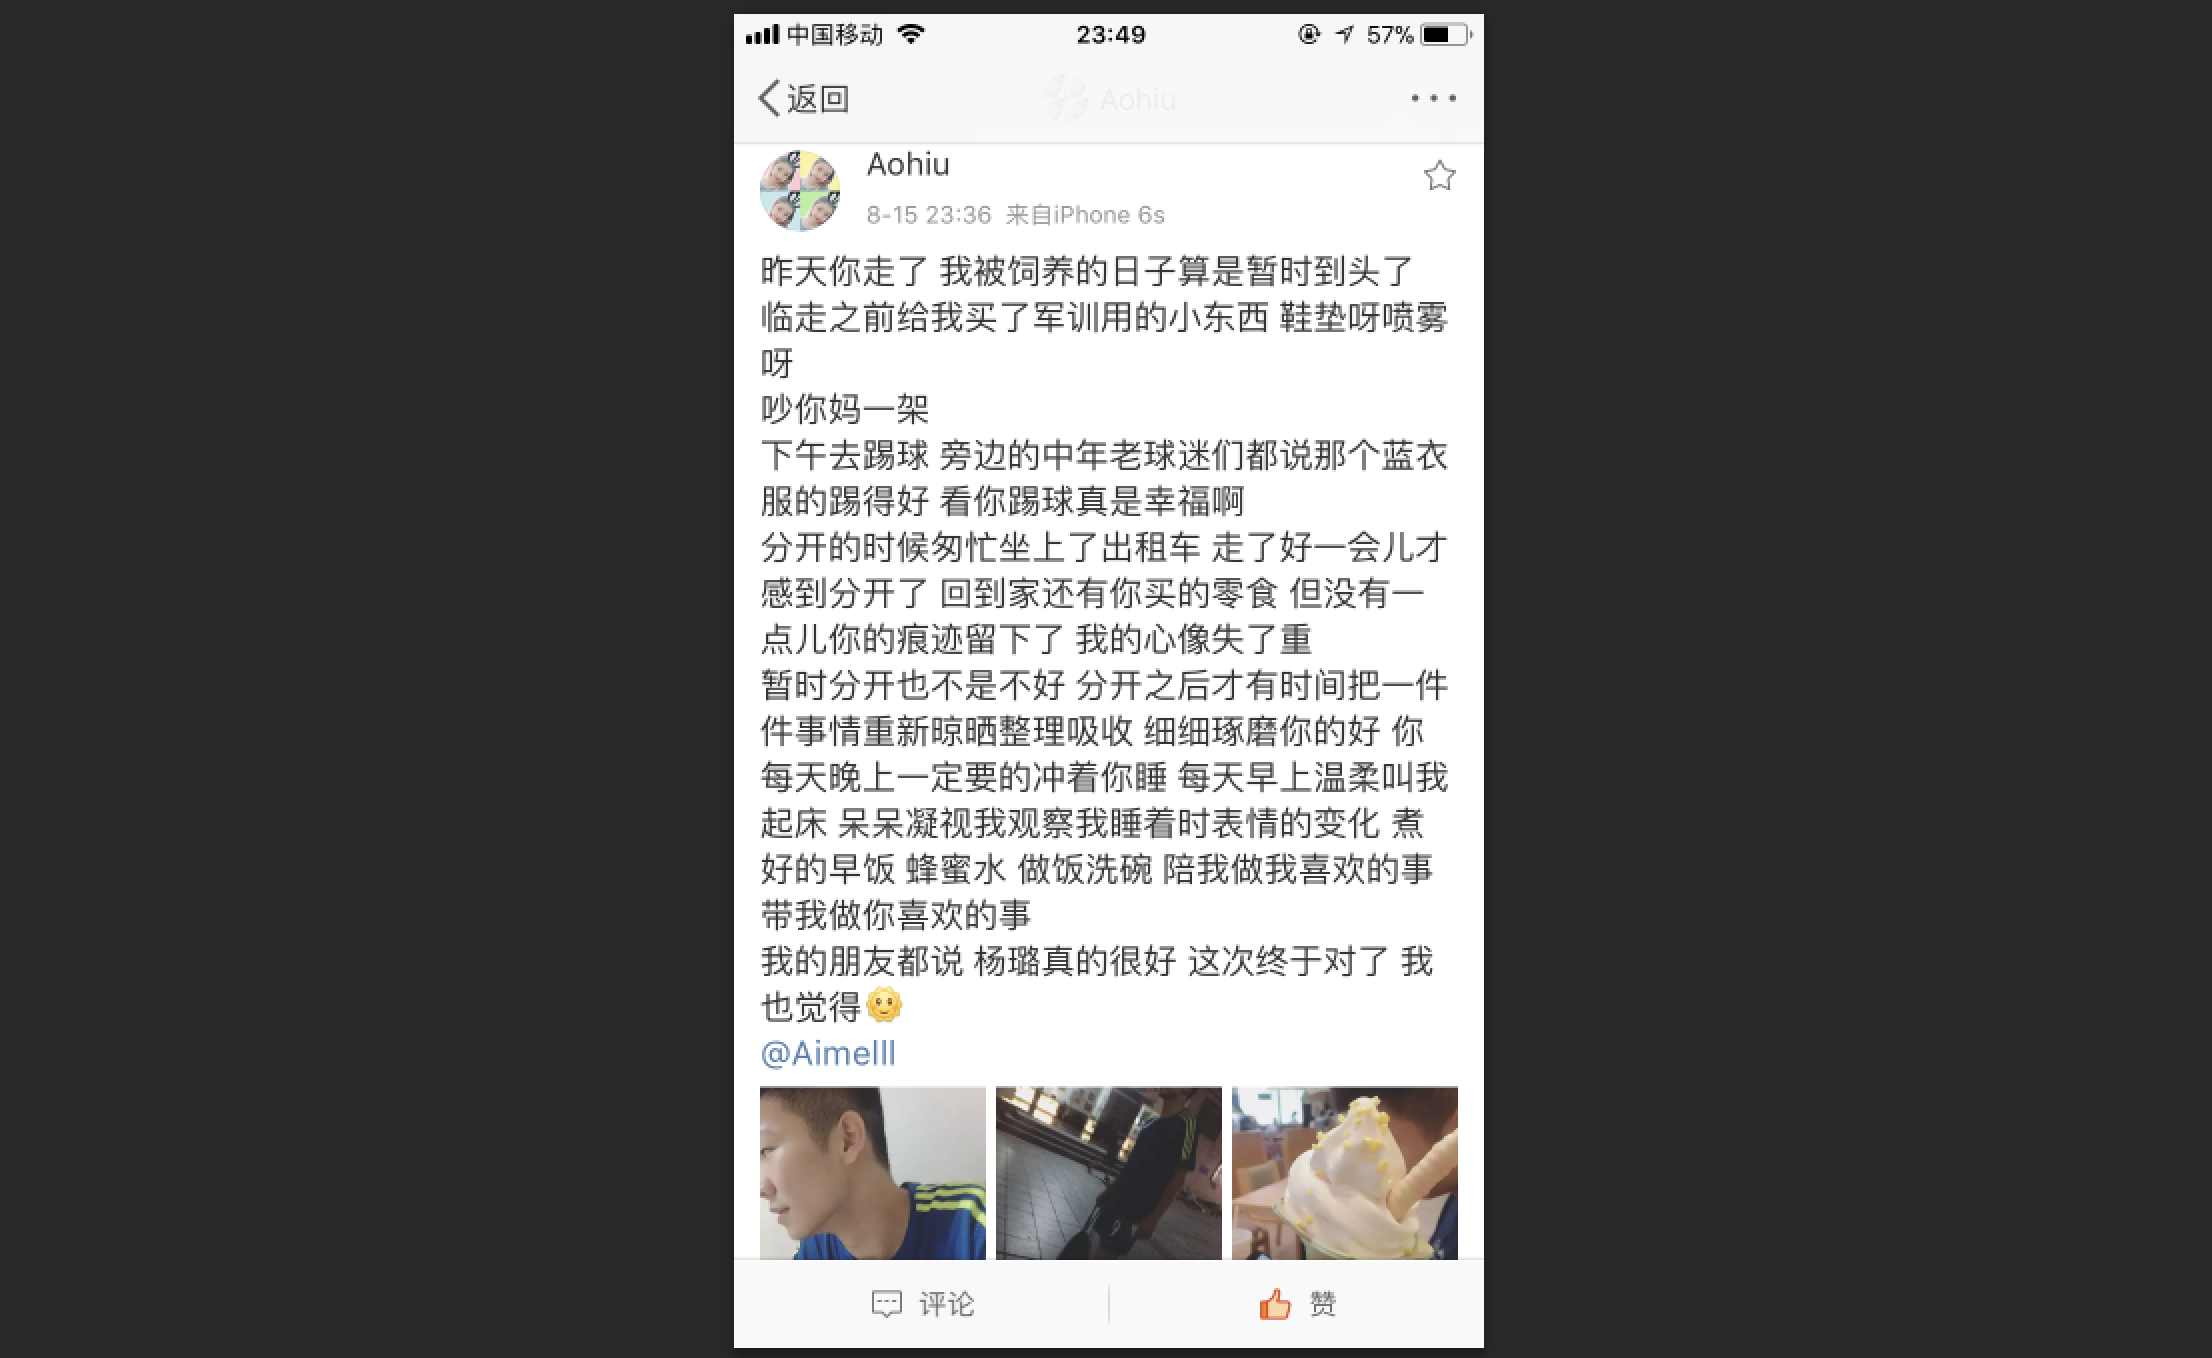 中国移动 23:49 57%
返回 Aohiu
Aohiu
8-15 23:36 来自iPhone 6s
昨天你走了 我被饲养的日子算是暂时到头了
临走之前给我买了军训用的小东西 鞋垫呀喷雾
呀
吵你妈一架
下午去踢球 旁边的中年老球迷们都说那个蓝衣
服的踢得好 看你踢球真是幸福啊
分开的时候匆忙坐上了出租车 走了好一会儿才
感到分开了 回到家还有你买的零食 但没有一
点儿你的痕迹留下了 我的心像失了重
暂时分开也不是不好 分开之后才有时间把一件
件事情重新晾晒整理吸收 细细琢磨你的好 你
每天晚上一定要的冲着你睡 每天早上温柔叫我
起床 呆呆凝视我观察我睡着时表情的变化 煮
好的早饭 蜂蜜水 做饭洗碗 陪我做我喜欢的事
带我做你喜欢的事
我的朋友都说 杨璐真的很好 这次终于对了 我
也觉得🌞
@Aimelll
评论 赞